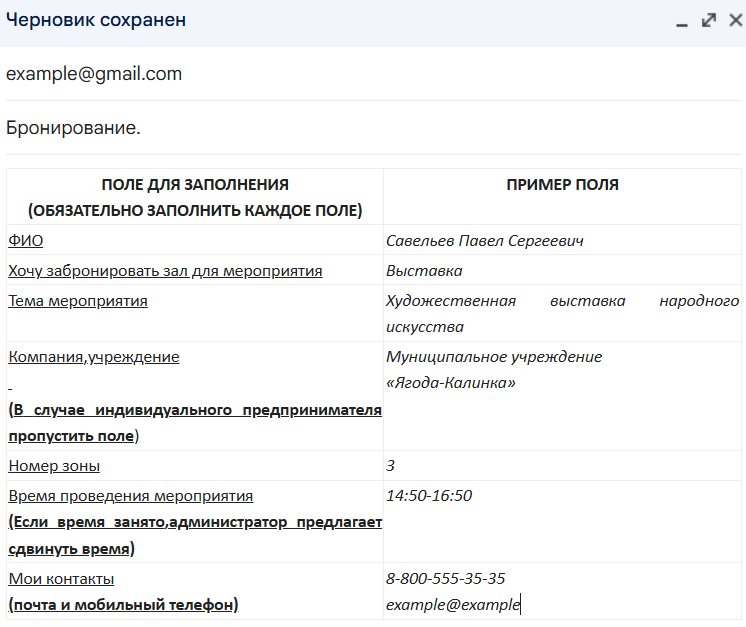 Черновик сохранен
example@gmail.com
Бронирование.
ПОЛЕ ДЛЯ ЗАПОЛНЕНИЯ
(ОБЯЗАТЕЛЬНО ЗАПОЛНИТЬ КАЖДОЕ ПОЛЕ)
ПРИМЕР ПОЛЯ
ФИО
Савельев Павел Сергеевич
Хочу забронировать зал для мероприятия
Выставка
Тема мероприятия
Художественная выставка народного
искусства
Компания,учреждение
(В случае индивидуального предпринимателя
пропустить поле)
Муниципальное учреждение
«Ягода-Калинка»
Номер зоны
3
Время проведения мероприятия
(Если время занято,администратор предлагает
сдвинуть время)
14:50-16:50
Мои контакты
(почта и мобильный телефон)
8-800-555-35-35
example@example